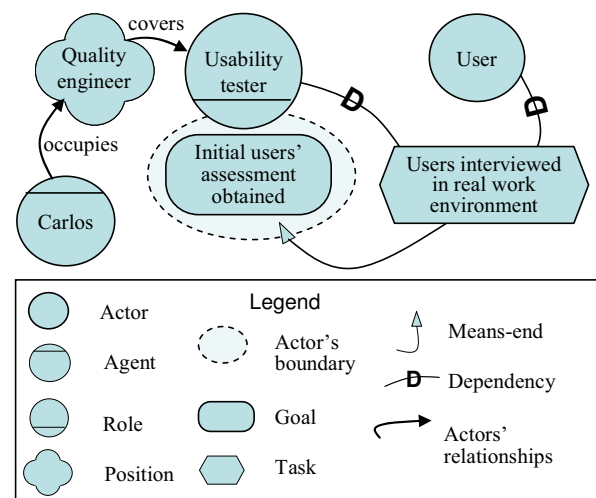 covers
Quality
engineer
Usability
tester
User
D
D
occupies
Initial users'
assessment
obtained
Users interviewed
in real work
environment
Carlos
Legend
Actor
Agent
Role
Position
Actor's
boundary
Goal
Task
Means-end
D
Dependency
Actors'
relationships